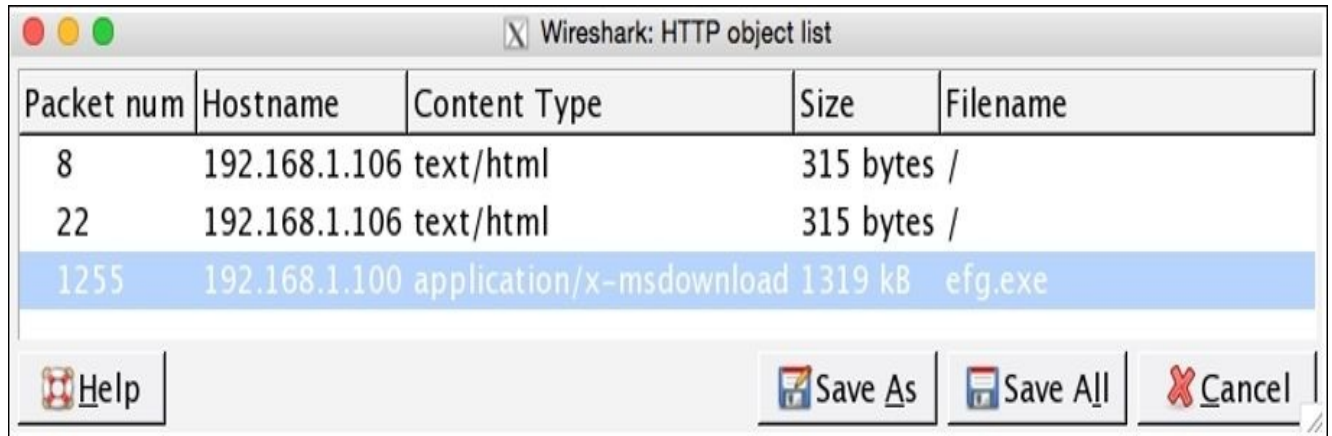 Wireshark: HTTP object list
Packet num Hostname Content Type Size Filename
8 192.168.1.106 text/html 315 bytes /
22 192.168.1.106 text/html 315 bytes /
1255 192.168.1.100 application/x-msdownload 1319 kB efg.exe
Help Save As Save All Cancel